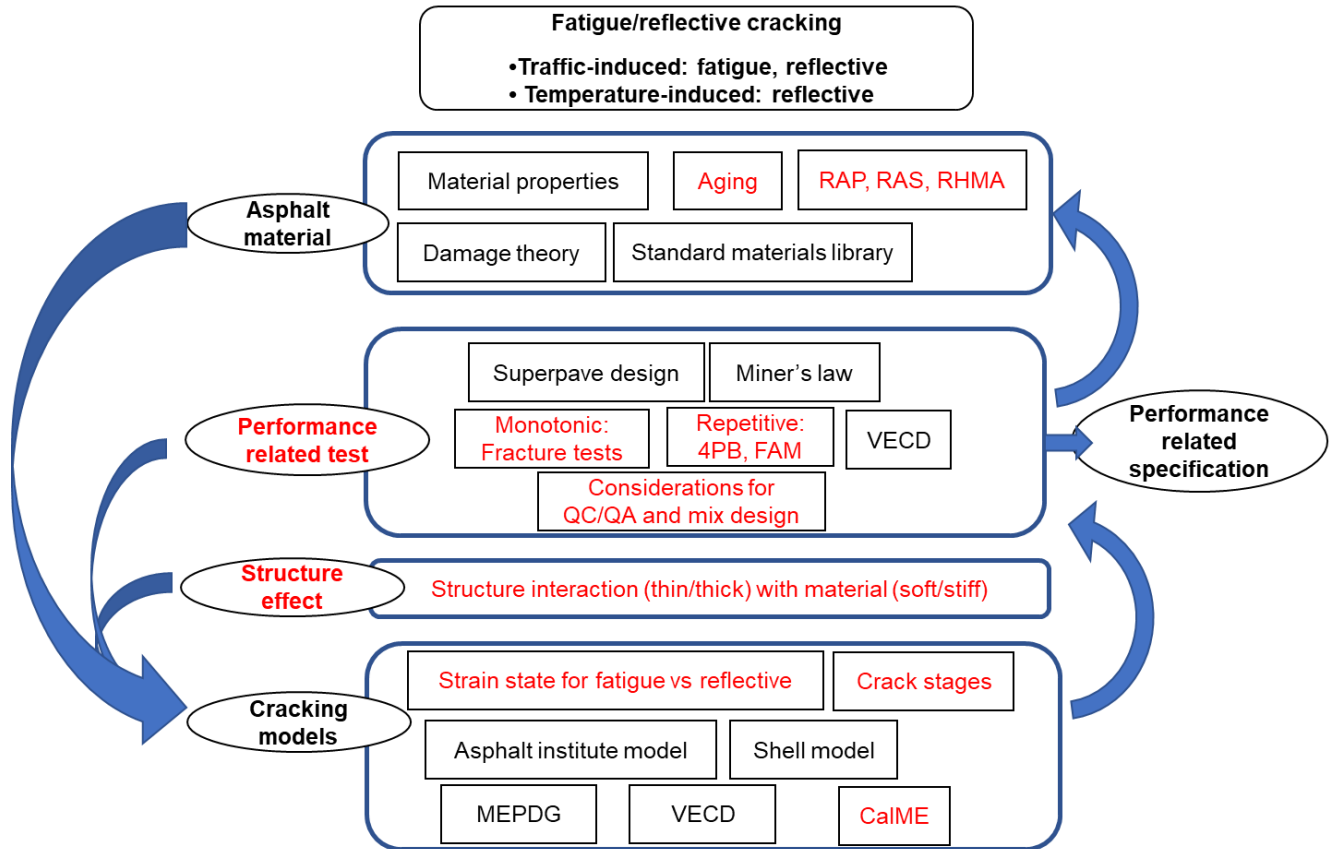 Fatigue/reflective cracking
•Traffic-induced: fatigue, reflective
• Temperature-induced: reflective
Asphalt
material
Material properties
Aging
RAP, RAS, RHMA
Damage theory
Standard materials library
Performance
related test
Superpave design
Miner’s law
Monotonic:
Fracture tests
Repetitive:
4PB, FAM
VECD
Considerations for
QC/QA and mix design
Performance
related
specification
Structure
effect
Structure interaction (thin/thick) with material (soft/stiff)
Cracking
models
Strain state for fatigue vs reflective
Crack stages
Asphalt institute model
Shell model
MEPDG
VECD
CalME